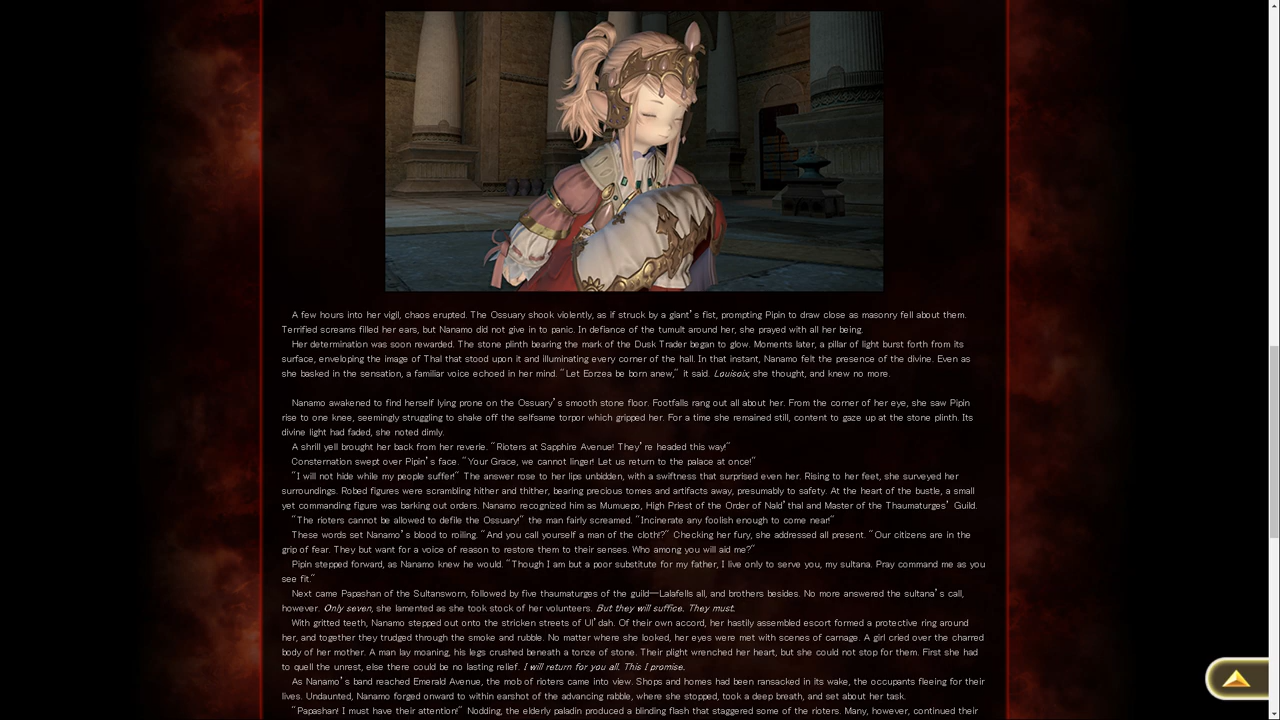 A few hours into her vigil, chaos erupted. The Ossuary shook violently, as if struck by a giant's fist, prompting Pipin to draw close as masonry fell about them.
Terrified screams filled her ears, but Nanamo did not give in to panic. In defiance of the tumult around her, she prayed with all her being.
Her determination was soon rewarded. The stone plinth bearing the mark of the Dusk Trader began to glow. Moments later, a pillar of light burst forth from its
surface, enveloping the image of Thal that stood upon it and illuminating every corner of the hall. In that instant, Nanamo felt the presence of the divine. Even as
she basked in the sensation, a familiar voice echoed in her mind. "Let Eorzea be born anew," it said. Louisoix, she thought, and knew no more.
Nanamo awakened to find herself lying prone on the Ossuary's smooth stone floor. Footfalls rang out all about her. From the corner of her eye, she saw Pipin
rise to one knee, seemingly struggling to shake off the selfsame torpor which gripped her. For a time she remained still, content to gaze up at the stone plinth. Its
divine light had faded, she noted dimly.
A shrill yell brought her back from her reverie. "Rioters at Sapphire Avenue! They're headed this way!"
Consternation swept over Pipin's face. "Your Grace, we cannot linger! Let us return to the palace at once!"
"I will not hide while my people suffer!" The answer rose to her lips unbidden, with a swiftness that surprised even her. Rising to her feet, she surveyed her
surroundings. Robed figures were scrambling hither and thither, bearing precious tomes and artifacts away, presumably to safety. At the heart of the bustle, a small
yet commanding figure was barking out orders. Nanamo recognized him as Mumuepo, High Priest of the Order of Nald'thal and Master of the Thaumaturges' Guild.
"The rioters cannot be allowed to defile the Ossuary!" the man fairly screamed. "Incinerate any foolish enough to come near!"
These words set Nanamo's blood to roiling. "And you call yourself a man of the cloth!?" Checking her fury, she addressed all present. "Our citizens are in the
grip of fear. They but want for a voice of reason to restore them to their senses. Who among you will aid me?"
Pipin stepped forward, as Nanamo knew he would. "Though I am but a poor substitute for my father, I live only to serve you, my sultana. Pray command me as you
see fit."
Next came Papashan of the Sultansworn, followed by five thaumaturges of the guild—Lalafells all, and brothers besides. No more answered the sultana's call,
however. Only seven, she lamented as she took stock of her volunteers. But they will suffice. They must.
With gritted teeth, Nanamo stepped out onto the stricken streets of Ul'dah. Of their own accord, her hastily assembled escort formed a protective ring around
her, and together they trudged through the smoke and rubble. No matter where she looked, her eyes were met with scenes of carnage. A girl cried over the charred
body of her mother. A man lay moaning, his legs crushed beneath a tonze of stone. Their plight wrenched her heart, but she could not stop for them. First she had
to quell the unrest, else there could be no lasting relief. I will return for you all. This I promise.
As Nanamo's band reached Emerald Avenue, the mob of rioters came into view. Shops and homes had been ransacked in its wake, the occupants fleeing for their
lives. Undaunted, Nanamo forged onward to within earshot of the advancing rabble, where she stopped, took a deep breath, and set about her task.
"Papashan! I must have their attention!" Nodding, the elderly paladin produced a blinding flash that staggered some of the rioters. Many, however, continued their